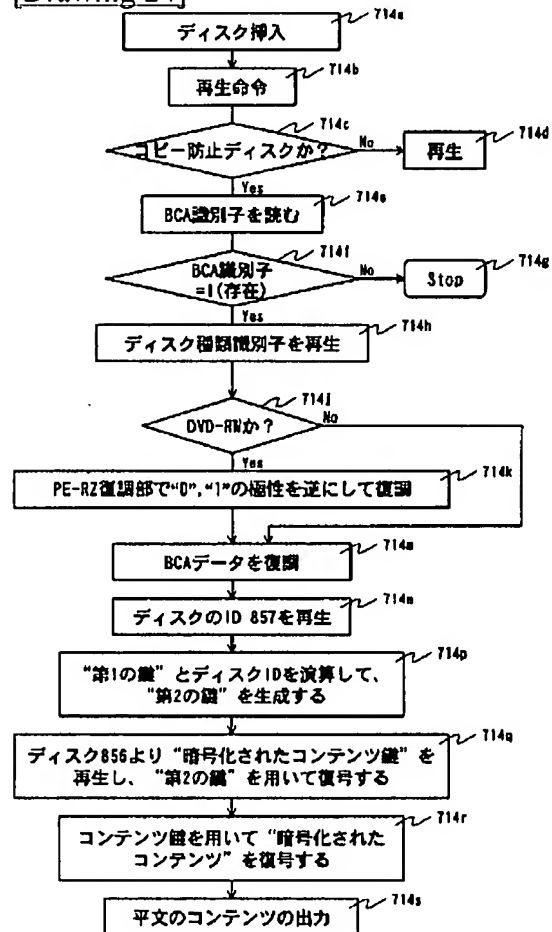 ディスク挿入
714a
再生命令
714b
コピー防止ディスクか?
714c
No
再生
714d
Yes
BCA識別子を読む
714e
BCA識別子
=1(存在)
714f
No
Stop
714g
Yes
ディスク種類識別子を再生
714h
DVD-RWか?
714j
No
Yes
PE-RZ復調部で“0”,“1”の極性を逆にして復調
714k
BCAデータを復調
714m
ディスクのID 857を再生
714n
“第1の鍵”とディスクIDを演算して、
“第2の鍵”を生成する
714p
ディスク856より“暗号化されたコンテンツ鍵”を
再生し、“第2の鍵”を用いて復号する
714q
コンテンツ鍵を用いて“暗号化された
コンテンツ”を復号する
714r
平文のコンテンツの出力
714s